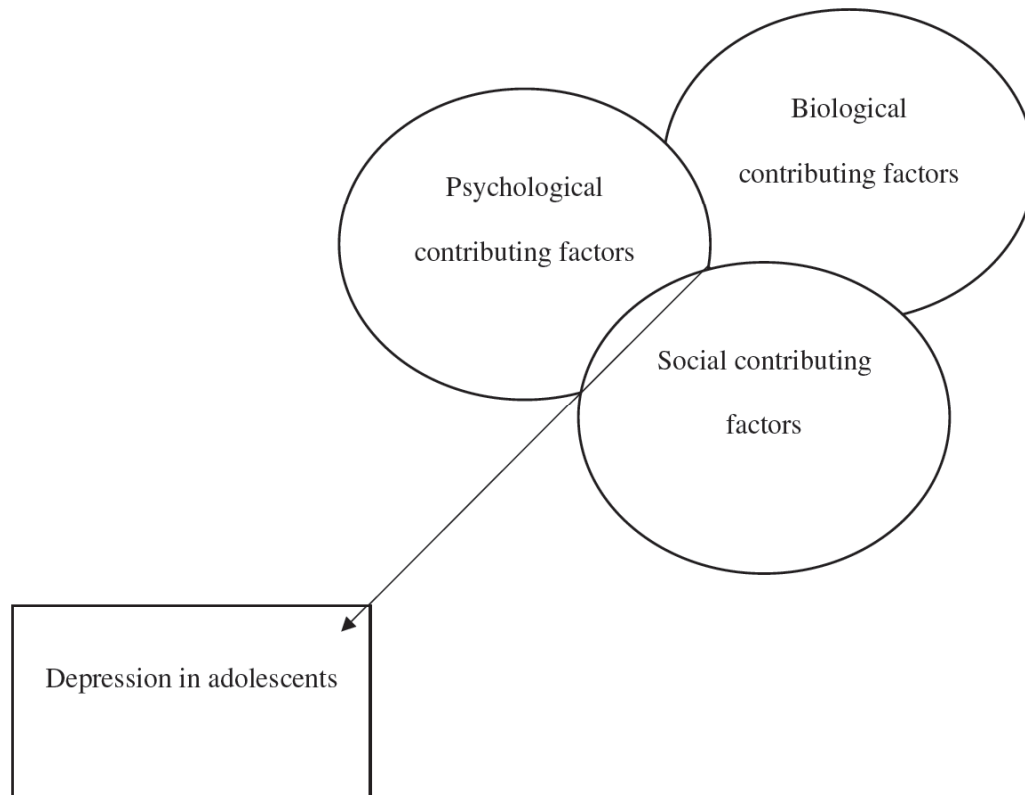 Biological
contributing factors
Psychological
contributing factors
Social contributing
factors
Depression in adolescents